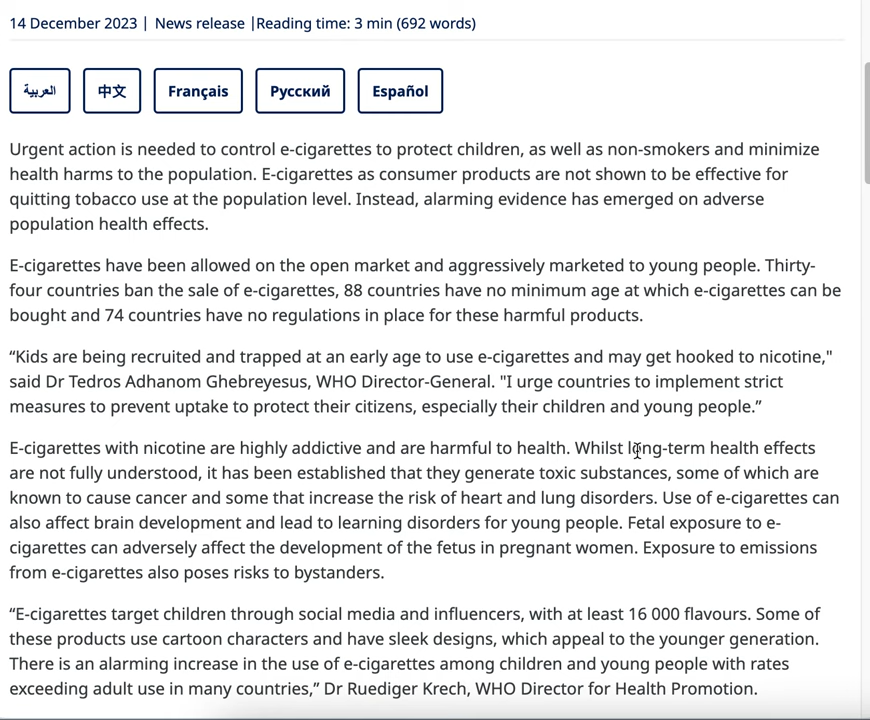 14 December 2023 | News release |Reading time: 3 min (692 words)
العربية 中文 Français Русский Español
Urgent action is needed to control e-cigarettes to protect children, as well as non-smokers and minimize
health harms to the population. E-cigarettes as consumer products are not shown to be effective for
quitting tobacco use at the population level. Instead, alarming evidence has emerged on adverse
population health effects.
E-cigarettes have been allowed on the open market and aggressively marketed to young people. Thirty-
four countries ban the sale of e-cigarettes, 88 countries have no minimum age at which e-cigarettes can be
bought and 74 countries have no regulations in place for these harmful products.
“Kids are being recruited and trapped at an early age to use e-cigarettes and may get hooked to nicotine,"
said Dr Tedros Adhanom Ghebreyesus, WHO Director-General. "I urge countries to implement strict
measures to prevent uptake to protect their citizens, especially their children and young people.”
E-cigarettes with nicotine are highly addictive and are harmful to health. Whilst long-term health effects
are not fully understood, it has been established that they generate toxic substances, some of which are
known to cause cancer and some that increase the risk of heart and lung disorders. Use of e-cigarettes can
also affect brain development and lead to learning disorders for young people. Fetal exposure to e-
cigarettes can adversely affect the development of the fetus in pregnant women. Exposure to emissions
from e-cigarettes also poses risks to bystanders.
“E-cigarettes target children through social media and influencers, with at least 16 000 flavours. Some of
these products use cartoon characters and have sleek designs, which appeal to the younger generation.
There is an alarming increase in the use of e-cigarettes among children and young people with rates
exceeding adult use in many countries,” Dr Ruediger Krech, WHO Director for Health Promotion.